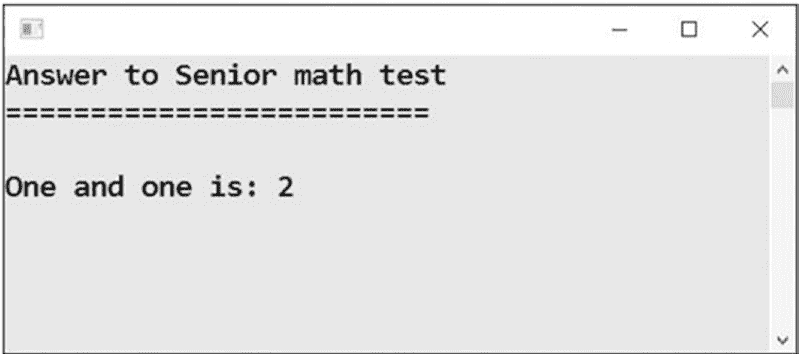 Answer to Senior math test
=========================
One and one is: 2